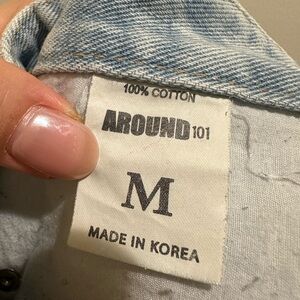 100% COTTON
AROUND 101
M
MADE IN KOREA